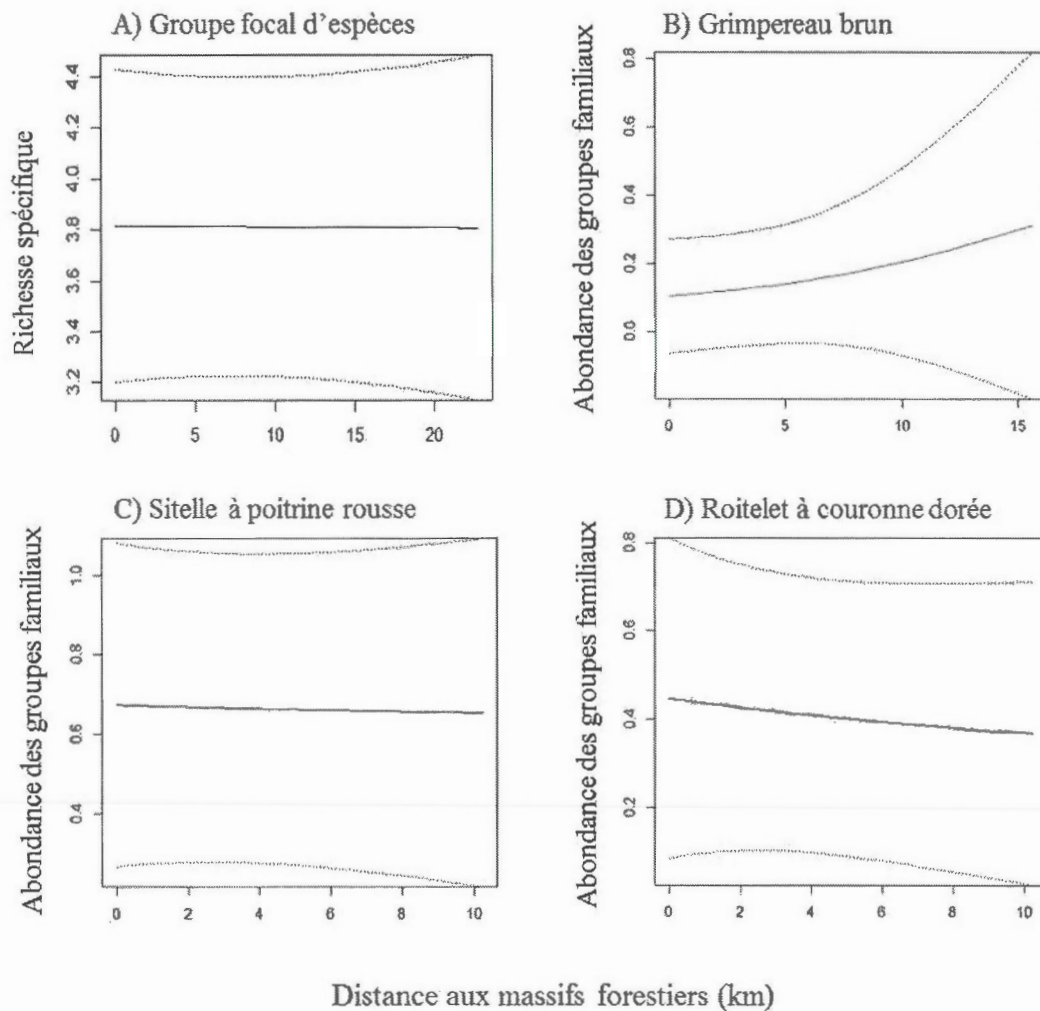 A) Groupe focal d'espèces
Richesse spécifique
4.4
4.2
4.0
3.8
3.6
3.4
3.2
0 5 10 15 20
B) Grimpereau brun
Abondance des groupes familiaux
0.8
0.6
0.4
0.2
0.0
0 5 10 15
C) Sitelle à poitrine rousse
Abondance des groupes familiaux
1.0
0.8
0.6
0.4
0 2 4 6 8 10
D) Roitelet à couronne dorée
Abondance des groupes familiaux
0.8
0.6
0.4
0.2
0 2 4 6 8 10
Distance aux massifs forestiers (km)